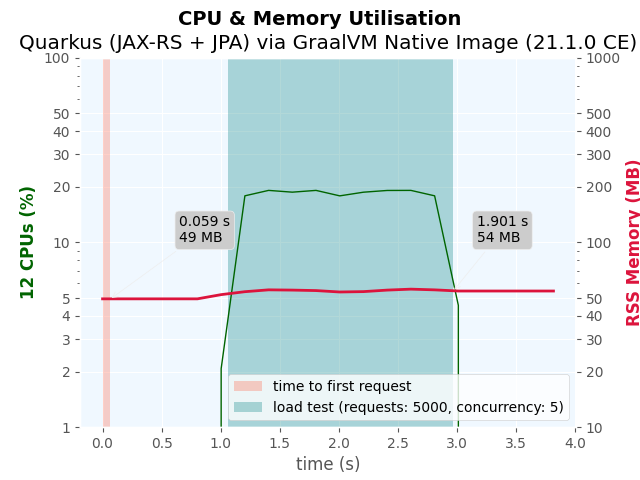 CPU & Memory Utilisation
Quarkus (JAX-RS + JPA) via GraalVM Native Image (21.1.0 CE)
100
50
40
30
20
10
5
4
3
2
1
12 CPUs (%)
1000
500
400
300
200
100
50
40
30
20
10
RSS Memory (MB)
0.059 s
49 MB
1.901 s
54 MB
time to first request
load test (requests: 5000, concurrency: 5)
0.0 0.5 1.0 1.5 2.0 2.5 3.0 3.5 4.0
time (s)